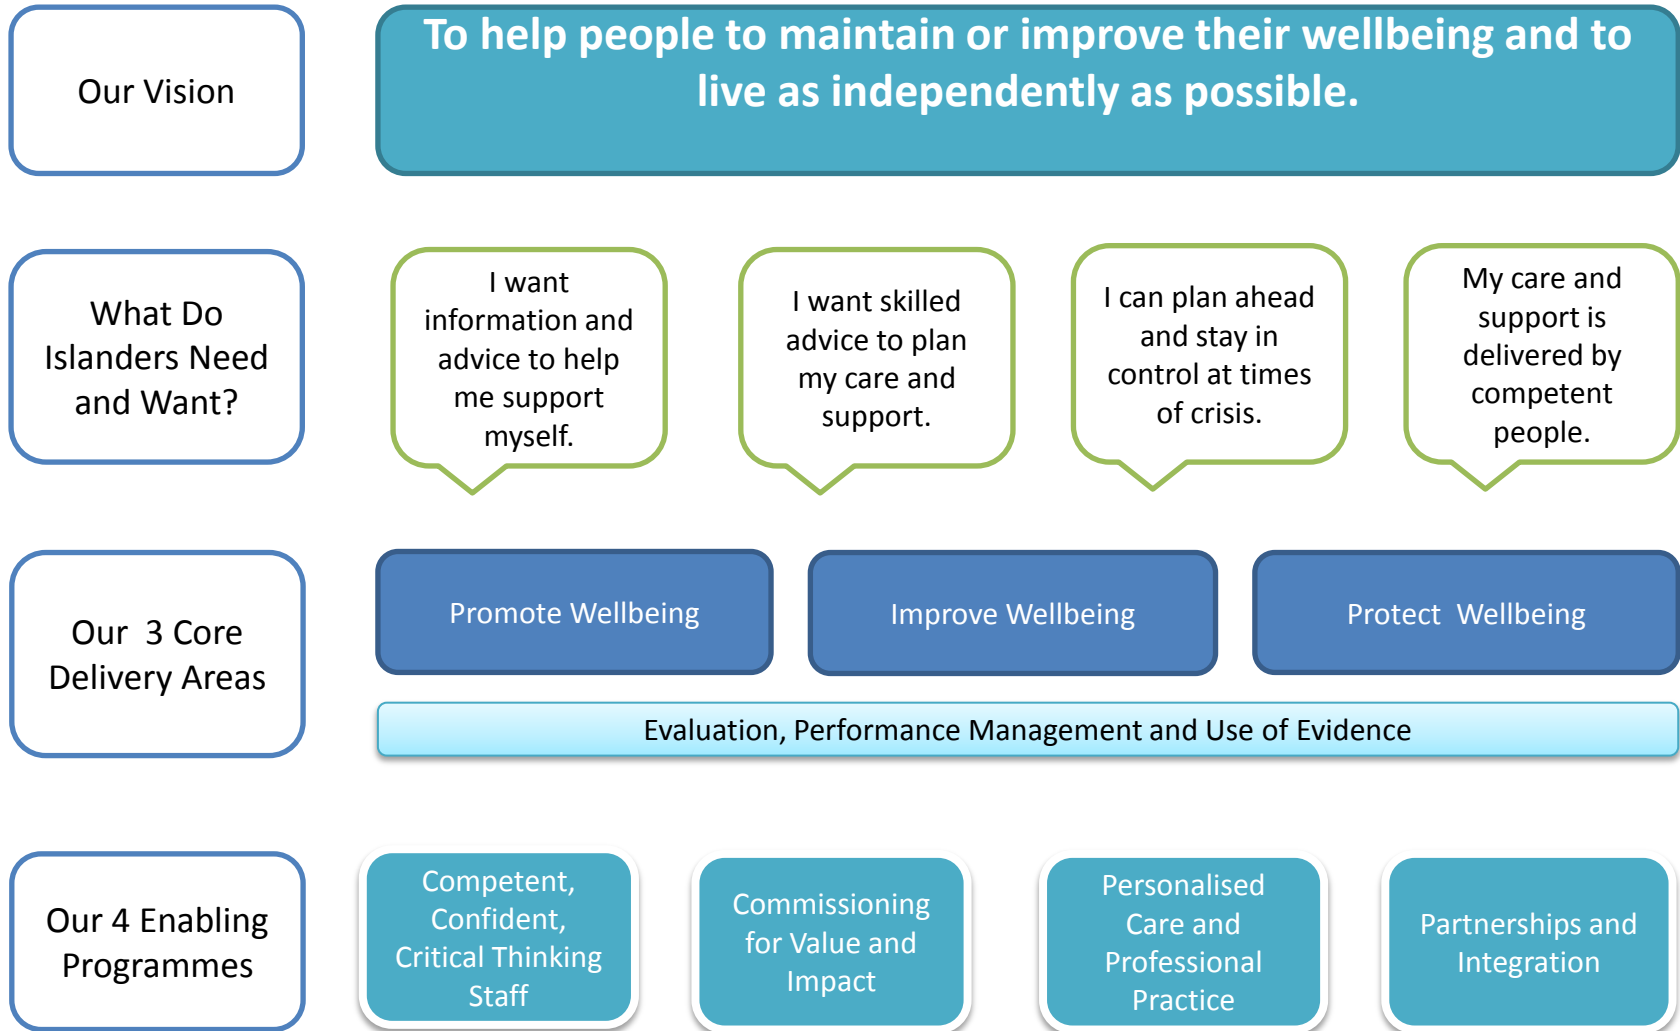 Our Vision
To help people to maintain or improve their wellbeing and to
live as independently as possible.
What Do
Islanders Need
and Want?
I want
information and
advice to help
me support
myself.
I want skilled
advice to plan
my care and
support.
I can plan ahead
and stay in
control at times
of crisis.
My care and
support is
delivered by
competent
people.
Our 3 Core
Delivery Areas
Promote Wellbeing
Improve Wellbeing
Protect Wellbeing
Evaluation, Performance Management and Use of Evidence
Our 4 Enabling
Programmes
Competent,
Confident,
Critical Thinking
Staff
Commissioning
for Value and
Impact
Personalised
Care and
Professional
Practice
Partnerships and
Integration